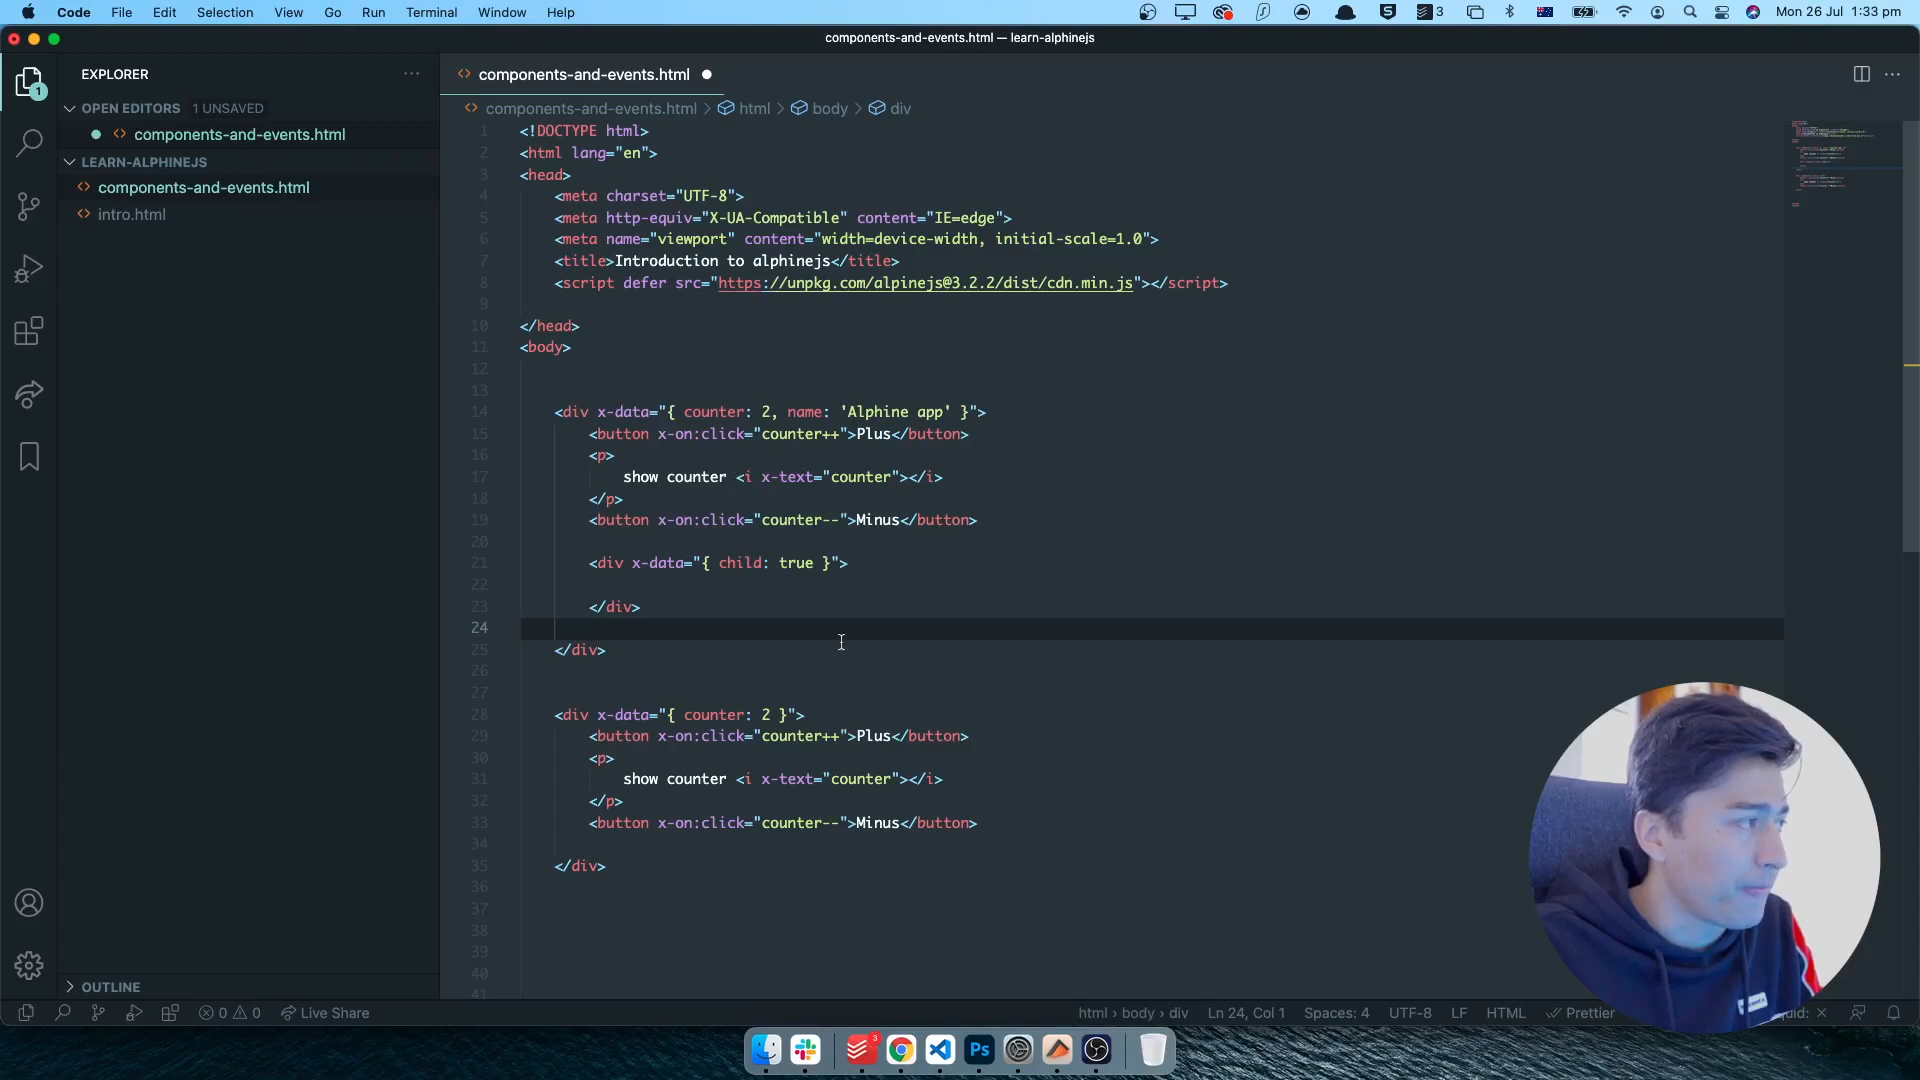 Code File Edit Selection View Go Run Terminal Window Help 3 Mon 26 Jul 1:33 pm
components-and-events.html — learn-alphinejs
EXPLORER
OPEN EDITORS 1 UNSAVED
components-and-events.html
LEARN-ALPHINEJS
components-and-events.html
intro.html
OUTLINE
1
components-and-events.html
components-and-events.html > html > body > div
1 <!DOCTYPE html>
2 <html lang="en">
3 <head>
4 <meta charset="UTF-8">
5 <meta http-equiv="X-UA-Compatible" content="IE=edge">
6 <meta name="viewport" content="width=device-width, initial-scale=1.0">
7 <title>Introduction to alphinejs</title>
8 <script defer src="https://unpkg.com/alpinejs@3.2.2/dist/cdn.min.js"></script>
9
10 </head>
11 <body>
12
13
14 <div x-data="{ counter: 2, name: 'Alphine app' }">
15 <button x-on:click="counter++">Plus</button>
16 <p>
17 show counter <i x-text="counter"></i>
18 </p>
19 <button x-on:click="counter--">Minus</button>
20
21 <div x-data="{ child: true }">
22
23 </div>
24
25 </div>
26
27
28 <div x-data="{ counter: 2 }">
29 <button x-on:click="counter++">Plus</button>
30 <p>
31 show counter <i x-text="counter"></i>
32 </p>
33 <button x-on:click="counter--">Minus</button>
34
35 </div>
36
37
38
39
40
41
0 0 Live Share html > body > div Ln 24, Col 1 Spaces: 4 UTF-8 LF HTML Prettier
3 Ps